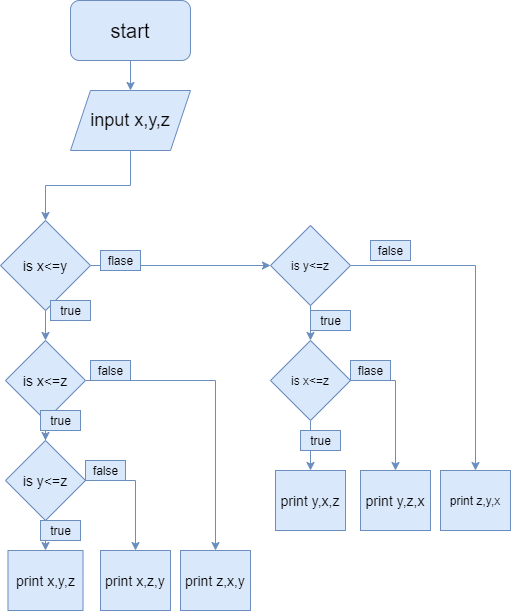 start
input x,y,z
is x<=y
flase
is y<=z
false
true
true
is x<=z
false
is x<=z
flase
true
true
is y<=z
false
print y,x,z
print y,z,x
print z,y,x
true
print x,y,z
print x,z,y
print z,x,y